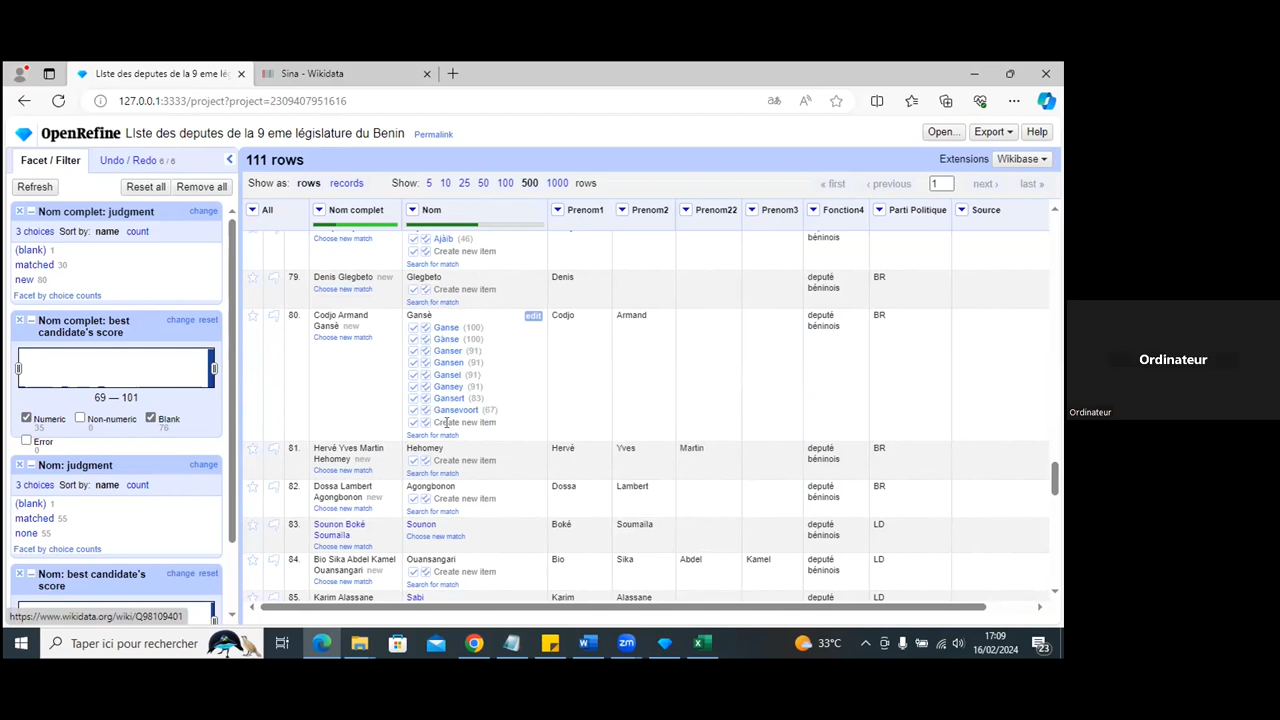 LIste des deputes de la 9 eme lég
Sina - Wikidata
127.0.0.1:3333/project?project=2309407951616
OpenRefine LIste des deputes de la 9 eme législature du Benin Permalink
Open... Export Help
Facet / Filter Undo / Redo 6 / 6
111 rows
Extensions Wikibase
Refresh Reset all Remove all
Show as: rows records Show: 5 10 25 50 100 500 1000 rows
« first ‹ previous 1 next › last »
Nom complet: judgment change
3 choices Sort by: name count
(blank) 1
matched 30
new 80
Facet by choice counts
Nom complet: best candidate's score change reset
69 — 101
Numeric 35
Non-numeric 0
Blank 76
Error 0
Nom: judgment change
3 choices Sort by: name count
(blank) 1
matched 55
none 55
Facet by choice counts
Nom: best candidate's score change reset
https://www.wikidata.org/wiki/Q98109401
All Nom complet Nom Prenom1 Prenom2 Prenom22 Prenom3 Fonction4 Parti Politique Source
Choose new match
Ajàib (46)
Create new item
Search for match
béninois
79. Denis Glegbeto new Glegbeto Denis deputé béninois BR
Choose new match
Create new item
Search for match
80. Codjo Armand Gansè new Gansè edit Codjo Armand deputé béninois BR
Choose new match
Ganse (100)
Gänse (100)
Ganser (91)
Gansen (91)
Gansel (91)
Gansey (91)
Gansert (83)
Gansevoort (67)
Create new item
Search for match
81. Hervé Yves Martin Hehomey new Hehomey Hervé Yves Martin deputé béninois BR
Choose new match
Create new item
Search for match
82. Dossa Lambert Agongbonon new Agongbonon Dossa Lambert deputé béninois BR
Choose new match
Create new item
Search for match
83. Sounon Boké Soumaïla Sounon Boké Soumaïla deputé béninois LD
Choose new match
Choose new match
84. Bio Sika Abdel Kamel Ouansangari new Ouansangari Bio Sika Abdel Kamel deputé béninois LD
Choose new match
Create new item
Search for match
85. Karim Alassane Sabi Karim Alassane deputé LD
Taper ici pour rechercher
33°C
17:09
16/02/2024
23
Ordinateur
Ordinateur